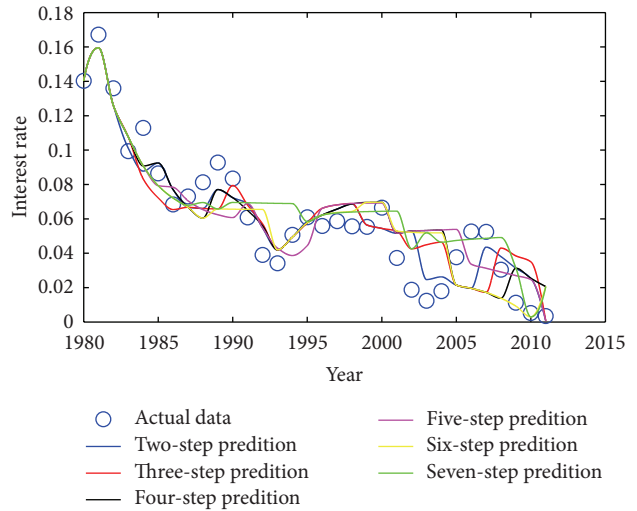 0.18
0.16
0.14
0.12
0.1
0.08
0.06
0.04
0.02
0
Interest rate
1980 1985 1990 1995 2000 2005 2010 2015
Year
Actual data
Two-step predition
Three-step predition
Four-step predition
Five-step predition
Six-step predition
Seven-step predition